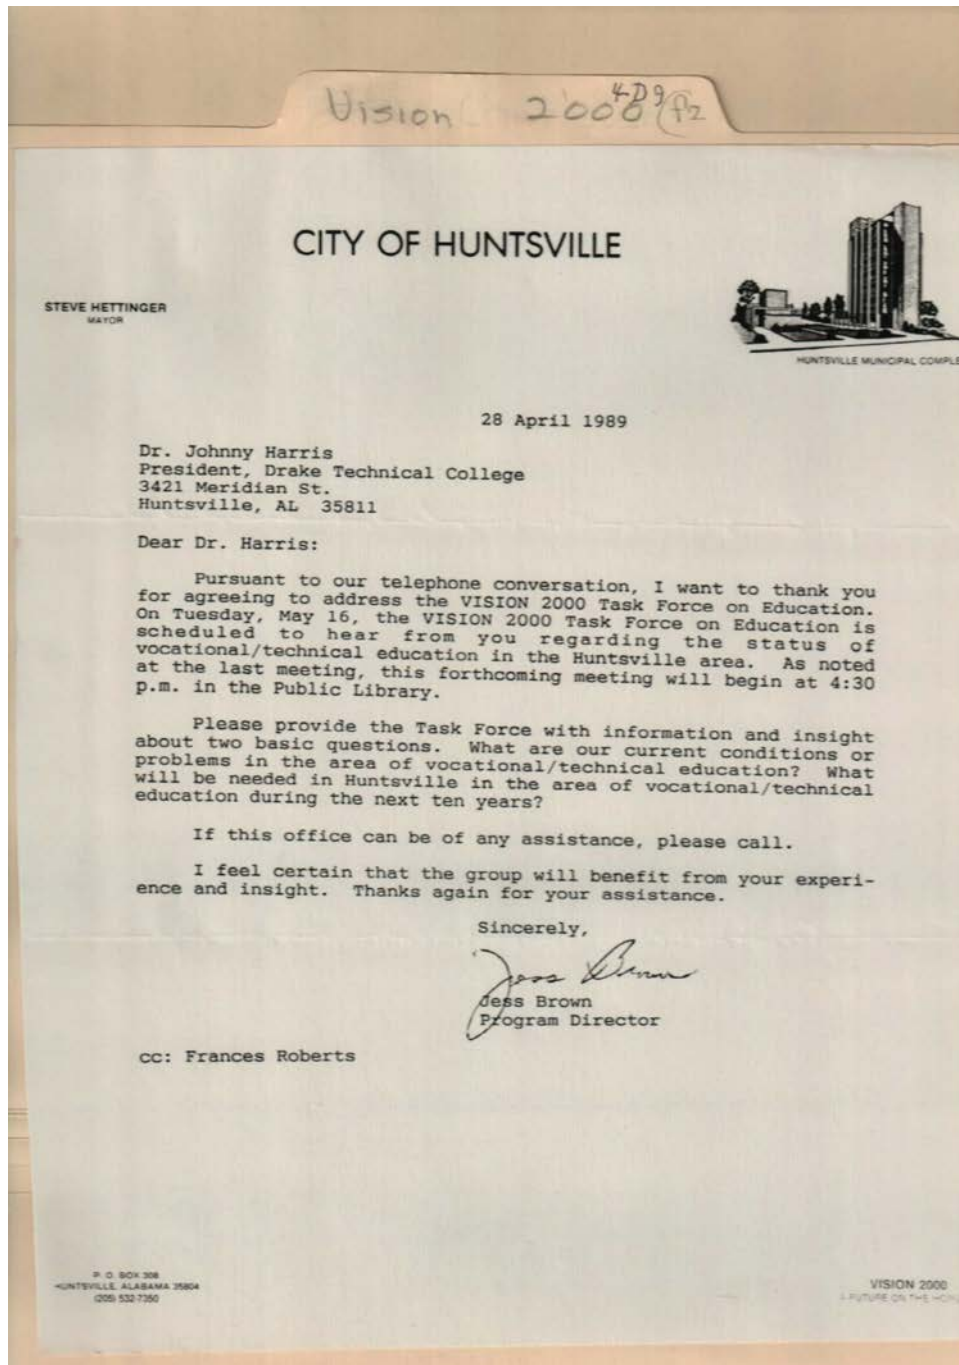 Vision 2000
4D9
f2
CITY OF HUNTSVILLE
STEVE HETTINGER
MAYOR
HUNTSVILLE MUNICIPAL COMPLE
28 April 1989
Dr. Johnny Harris
President, Drake Technical College
3421 Meridian St.
Huntsville, AL 35811
Dear Dr. Harris:
Pursuant to our telephone conversation, I want to thank you
for agreeing to address the VISION 2000 Task Force on Education.
On Tuesday, May 16, the VISION 2000 Task Force on Education is
scheduled to hear from you regarding the status of
vocational/technical education in the Huntsville area. As noted
at the last meeting, this forthcoming meeting will begin at 4:30
p.m. in the Public Library.
Please provide the Task Force with information and insight
about two basic questions. What are our current conditions or
problems in the area of vocational/technical education? What
will be needed in Huntsville in the area of vocational/technical
education during the next ten years?
If this office can be of any assistance, please call.
I feel certain that the group will benefit from your experi-
ence and insight. Thanks again for your assistance.
Sincerely,
Jess Brown
Jess Brown
Program Director
cc: Frances Roberts
P. O. BOX 308
HUNTSVILLE, ALABAMA 35804
(205) 532-7350
VISION 2000
A FUTURE ON THE